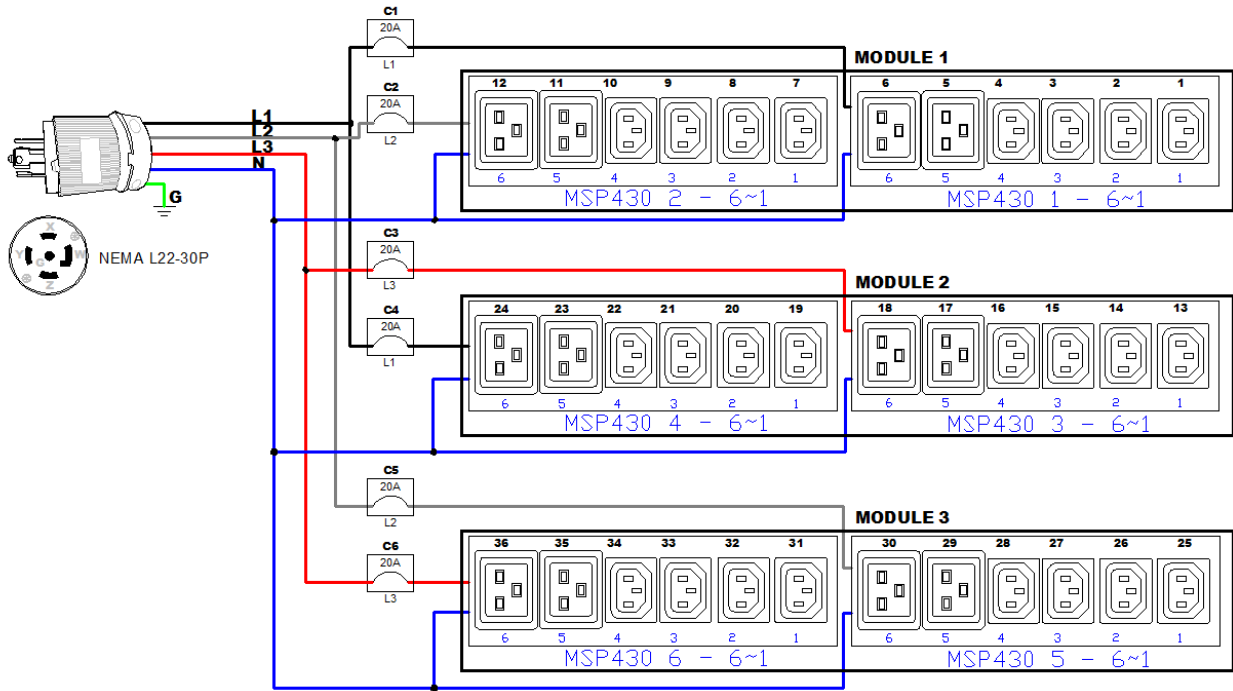 C1
20A
L1
MODULE 1
12 11 10 9 8 7 6 5 4 3 2 1
C2
20A
L2
L1
L2
L3
N
G
6 5 4 3 2 1 6 5 4 3 2 1
MSP430 2 - 6~1 MSP430 1 - 6~1
X
Y G W
Z
NEMA L22-30P
C3
20A
L3
MODULE 2
24 23 22 21 20 19 18 17 16 15 14 13
C4
20A
L1
6 5 4 3 2 1 6 5 4 3 2 1
MSP430 4 - 6~1 MSP430 3 - 6~1
C5
20A
L2
MODULE 3
36 35 34 33 32 31 30 29 28 27 26 25
C6
20A
L3
6 5 4 3 2 1 6 5 4 3 2 1
MSP430 6 - 6~1 MSP430 5 - 6~1